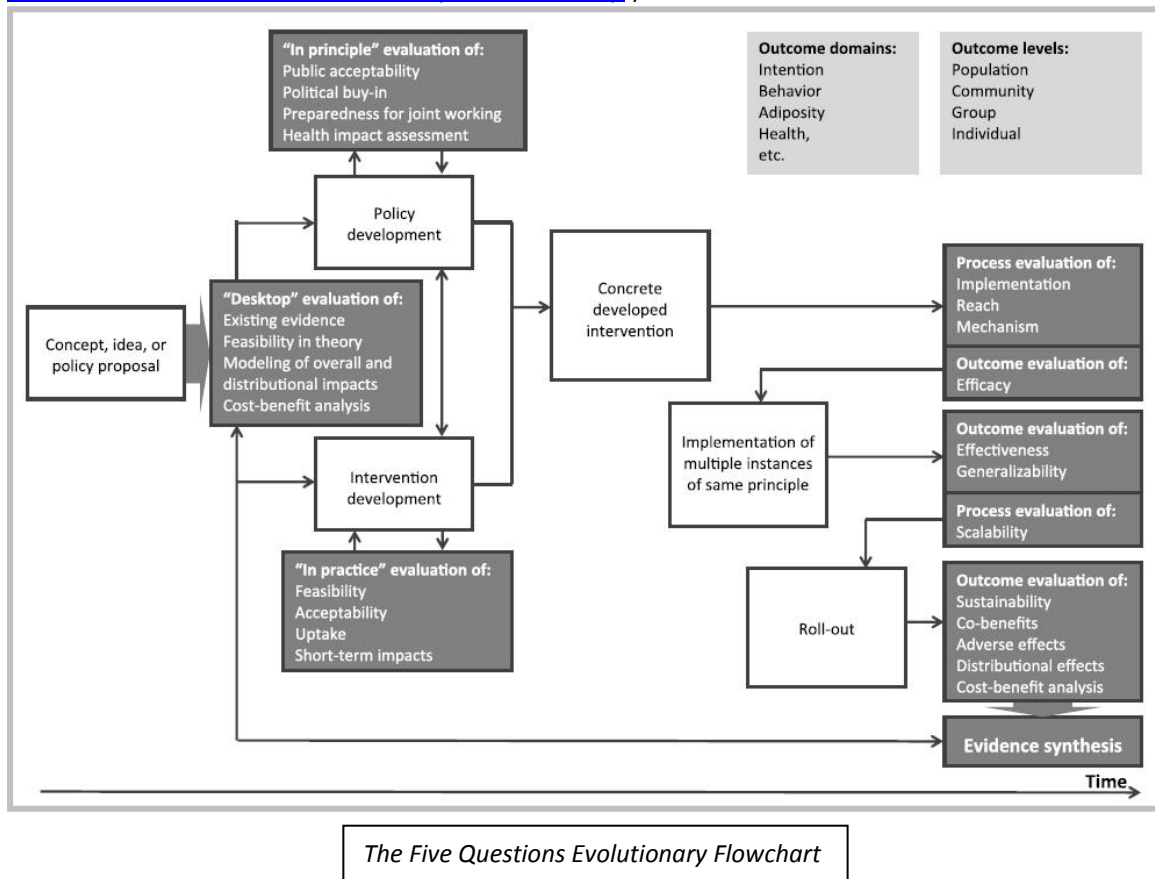 "In principle" evaluation of:
Public acceptability
Political buy-in
Preparedness for joint working
Health impact assessment
Outcome domains:
Intention
Behavior
Adiposity
Health,
etc.
Outcome levels:
Population
Community
Group
Individual
Policy
development
Concept, idea, or
policy proposal
"Desktop" evaluation of:
Existing evidence
Feasibility in theory
Modeling of overall and
distributional impacts
Cost-benefit analysis
Concrete
developed
intervention
Process evaluation of:
Implementation
Reach
Mechanism
Outcome evaluation of:
Efficacy
Intervention
development
Implementation of
multiple instances
of same principle
Outcome evaluation of:
Effectiveness
Generalizability
Process evaluation of:
Scalability
"In practice" evaluation of:
Feasibility
Acceptability
Uptake
Short-term impacts
Roll-out
Outcome evaluation of:
Sustainability
Co-benefits
Adverse effects
Distributional effects
Cost-benefit analysis
Evidence synthesis
Time
The Five Questions Evolutionary Flowchart